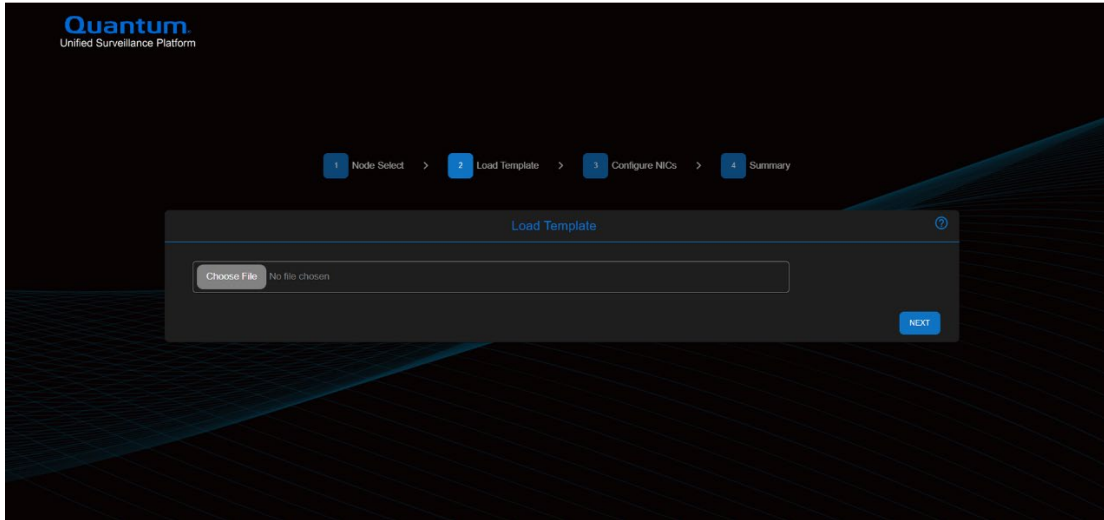 Quantum.
Unified Surveillance Platform
1 Node Select > 2 Load Template > 3 Configure NICs > 4 Summary
Load Template
Choose File No file chosen
NEXT